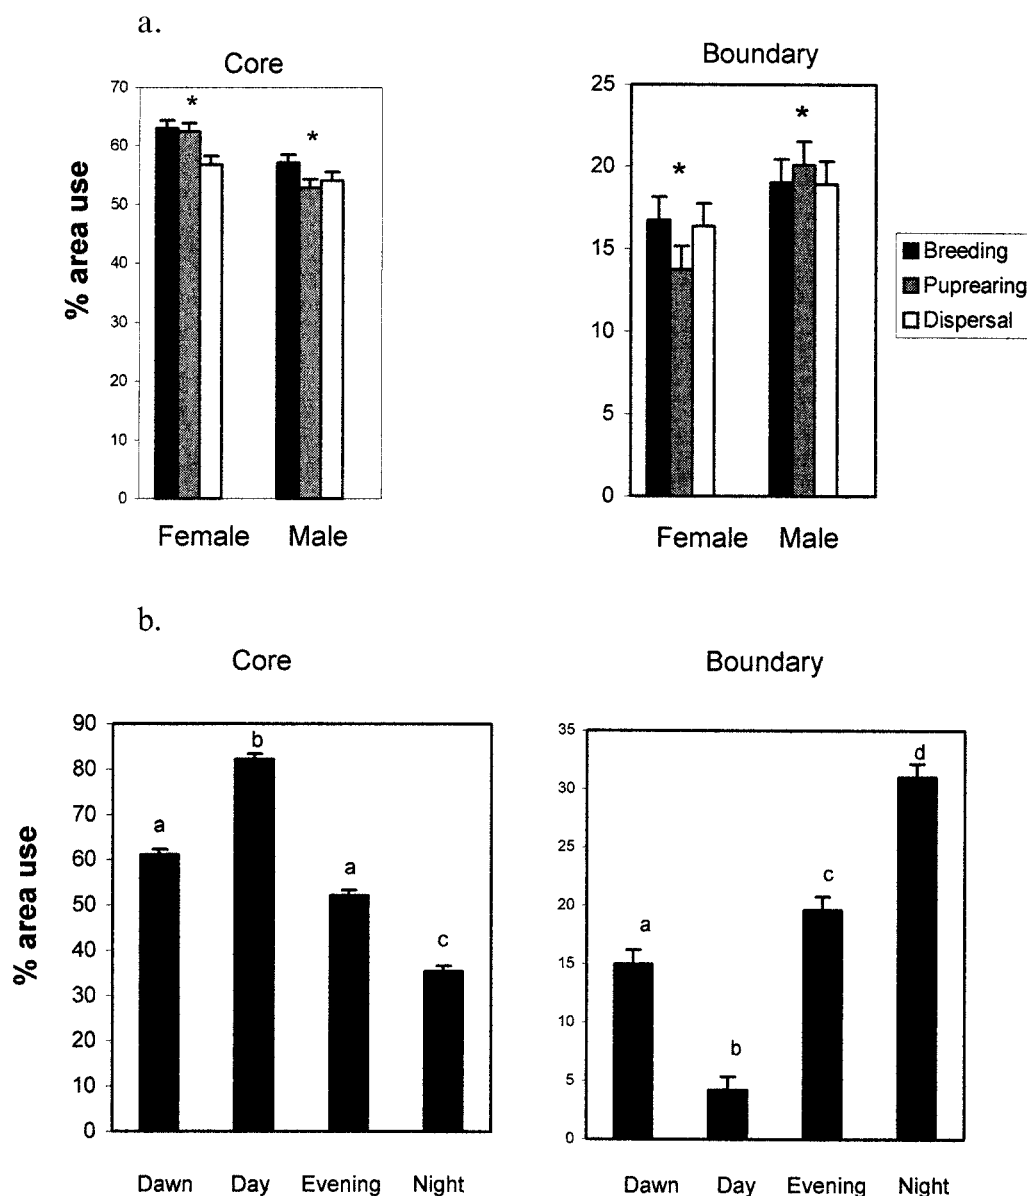 a.
Core
Boundary
% area use
70
60
50
40
30
20
10
0
* *
Female Male
25
20
15
10
5
0
* *
Female Male
Breeding
Puprearing
Dispersal
b.
Core
Boundary
% area use
90
80
70
60
50
40
30
20
10
0
a b a c
Dawn Day Evening Night
35
30
25
20
15
10
5
0
a b c d
Dawn Day Evening Night